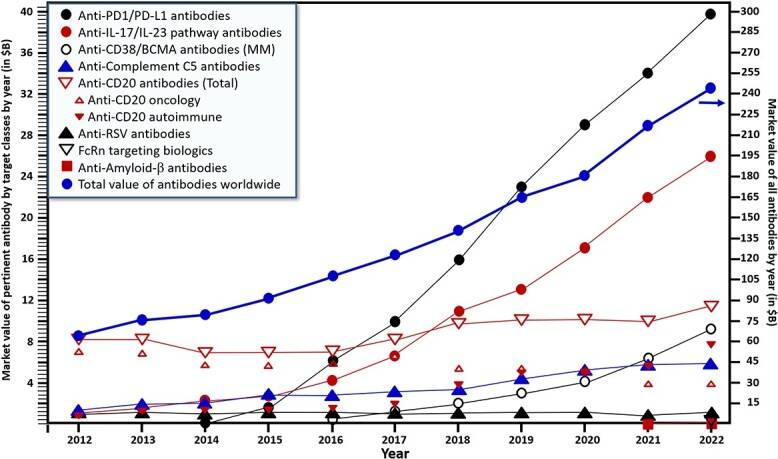 Anti-PD1/PD-L1 antibodies
Anti-IL-17/IL-23 pathway antibodies
Anti-CD38/BCMA antibodies (MM)
Anti-Complement C5 antibodies
Anti-CD20 antibodies (Total)
Anti-CD20 oncology
Anti-CD20 autoimmune
Anti-RSV antibodies
FcRn targeting biologics
Anti-Amyloid-β antibodies
Total value of antibodies worldwide
Market value of pertinent antibody by target classes by year (in $B)
40
36
32
28
24
20
16
12
8
4
300
285
270
255
240
225
210
195
180
165
150
135
120
105
90
75
60
45
30
15
Market value of all antibodies by year (in $B)
2012 2013 2014 2015 2016 2017 2018 2019 2020 2021 2022
Year